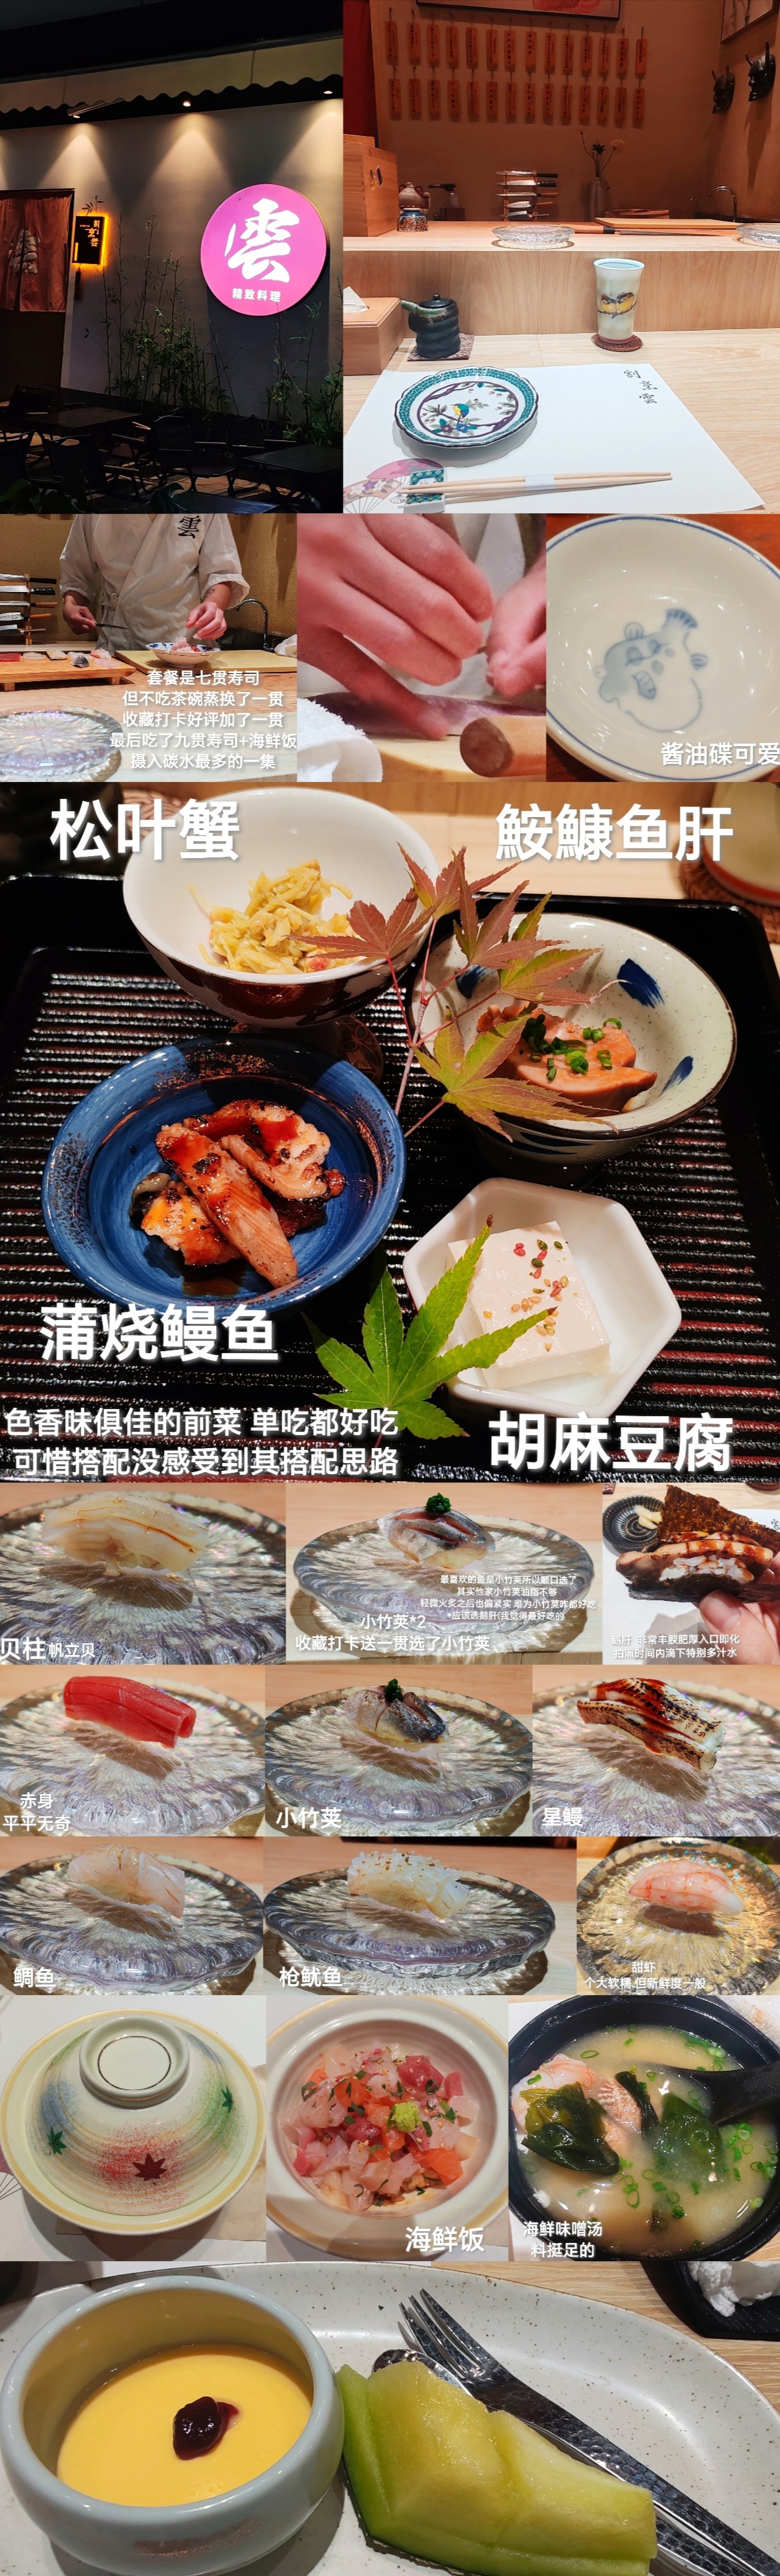 雲
精致料理
割烹雲
割
烹
雲
雲
套餐是七贯寿司
但不吃茶碗蒸换了一贯
收藏打卡好评加了一贯
最后吃了九贯寿司+海鲜饭
摄入碳水最多的一集
酱油碟可爱
松叶蟹
鮟鱇鱼肝
蒲烧鳗鱼
色香味俱佳的前菜 单吃都好吃
可惜搭配没感受到其搭配思路
胡麻豆腐
贝柱 帆立贝
最喜欢的鱼是小竹荚所以顺口选了
其实他家小竹荚油脂不够
轻微火炙之后也偏紧实 难为小竹荚咋都好吃
应该选鹅肝(我觉得最好吃的
小竹荚*2
收藏打卡送一贯选了小竹荚
鹅肝 非常丰腴肥厚入口即化
拍照时间内滴下特别多汁水
赤身
平平无奇
小竹荚
星鳗
鲷鱼
枪鱿鱼
甜虾
个大软糯,但新鲜度一般
海鲜饭
海鲜味噌汤
料挺足的